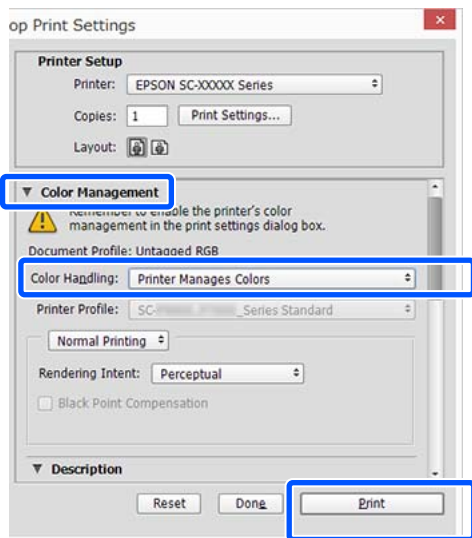 op Print Settings
Printer Setup
Printer: EPSON SC-XXXXX Series
Copies: 1 Print Settings...
Layout:
Color Management
Remember to enable the printer's color
management in the print settings dialog box.
Document Profile: Untagged RGB
Color Handling: Printer Manages Colors
Printer Profile: SC- _Series Standard
Normal Printing
Rendering Intent: Perceptual
Black Point Compensation
Description
Reset Done Print